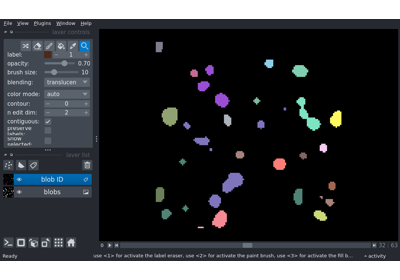 File View Plugins Window Help
layer controls
label: 1
opacity: 0.70
brush size: 10
blending: translucen
color mode: auto
contour: 0
n edit dim: 2
contiguous:
preserve labels:
show selected:
layer list
blob ID
blobs
32 63
Ready
use <1> for activate the label eraser, use <2> for activate the paint brush, use <3> for activate the fill b...
activity